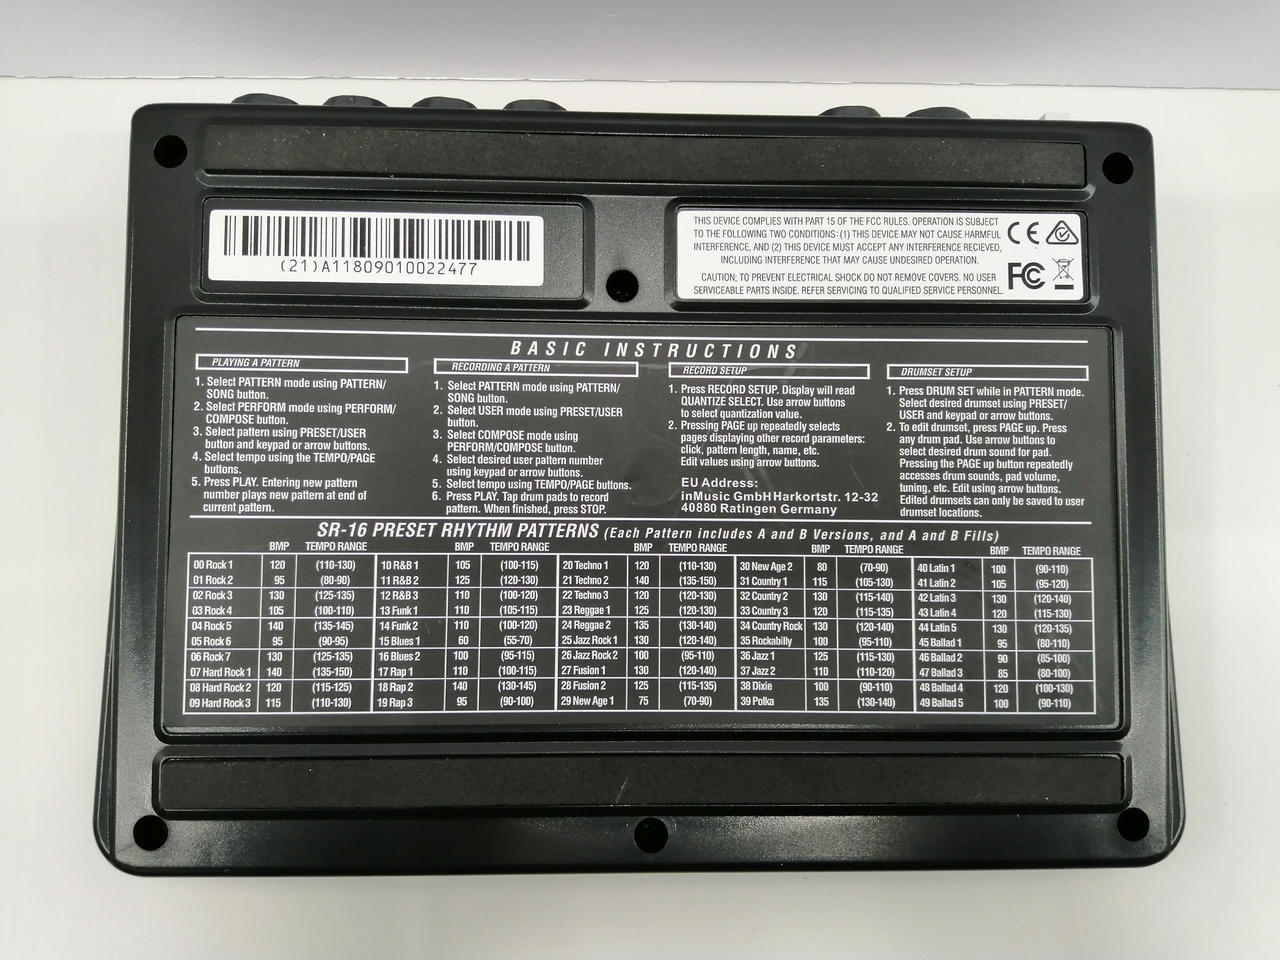 (21)A11809010022477
THIS DEVICE COMPLIES WITH PART 15 OF THE FCC RULES. OPERATION IS SUBJECT
TO THE FOLLOWING TWO CONDITIONS: (1) THIS DEVICE MAY NOT CAUSE HARMFUL
INTERFERENCE, AND (2) THIS DEVICE MUST ACCEPT ANY INTERFERENCE RECIEVED,
INCLUDING INTERFERENCE THAT MAY CAUSE UNDESIRED OPERATION.
CAUTION; TO PREVENT ELECTRICAL SHOCK DO NOT REMOVE COVERS. NO USER
SERVICEABLE PARTS INSIDE. REFER SERVICING TO QUALIFIED SERVICE PERSONNEL.
CE
FC
BASIC INSTRUCTIONS
PLAYING A PATTERN
1. Select PATTERN mode using PATTERN/
SONG button.
2. Select PERFORM mode using PERFORM/
COMPOSE button.
3. Select pattern using PRESET/USER
button and keypad or arrow buttons.
4. Select tempo using the TEMPO/PAGE
buttons.
5. Press PLAY. Entering new pattern
number plays new pattern at end of
current pattern.
RECORDING A PATTERN
1. Select PATTERN mode using PATTERN/
SONG button.
2. Select USER mode using PRESET/USER
button.
3. Select COMPOSE mode using
PERFORM/COMPOSE button.
4. Select desired user pattern number
using keypad or arrow buttons.
5. Select tempo using TEMPO/PAGE buttons.
6. Press PLAY. Tap drum pads to record
pattern. When finished, press STOP.
RECORD SETUP
1. Press RECORD SETUP. Display will read
QUANTIZE SELECT. Use arrow buttons
to select quantization value.
2. Pressing PAGE UP repeatedly selects
pages displaying other record parameters:
click, pattern length, name, etc.
Edit values using arrow buttons.
EU Address:
inMusic GmbH Harkortstr. 12-32
40880 Ratingen Germany
DRUMSET SETUP
1. Press DRUM SET while in PATTERN mode.
Select desired drumset using PRESET/
USER and keypad or arrow buttons.
2. To edit drumset, press PAGE UP. Press
any drum pad. Use arrow buttons to
select desired drum sound for pad.
Pressing the PAGE UP button repeatedly
accesses drum sounds, pad volume,
tuning, etc. Edit using arrow buttons.
Edited drumsets can only be saved to user
drumset locations.
SR-16 PRESET RHYTHM PATTERNS (Each Pattern includes A and B Versions, and A and B Fills)
BMP TEMPO RANGE BMP TEMPO RANGE BMP TEMPO RANGE BMP TEMPO RANGE BMP TEMPO RANGE
00 Rock 1 120 (110-130) 10 R&B 1 105 (100-115) 20 Techno 1 120 (110-130) 30 New Age 2 80 (70-90) 40 Latin 1 100 (90-110)
01 Rock 2 95 (80-90) 11 R&B 2 125 (120-130) 21 Techno 2 140 (135-150) 31 Country 1 115 (105-130) 41 Latin 2 105 (95-120)
02 Rock 3 130 (125-135) 12 R&B 3 110 (100-120) 22 Techno 3 120 (120-130) 32 Country 2 130 (115-140) 42 Latin 3 130 (120-140)
03 Rock 4 105 (100-110) 13 Funk 1 110 (105-115) 23 Reggae 1 125 (120-130) 33 Country 3 120 (115-135) 43 Latin 4 120 (115-130)
04 Rock 5 140 (135-145) 14 Funk 2 110 (100-120) 24 Reggae 2 135 (130-140) 34 Country Rock 130 (120-140) 44 Latin 5 130 (120-135)
05 Rock 6 95 (90-95) 15 Blues 1 60 (55-70) 25 Jazz Rock 1 130 (120-140) 35 Rockabilly 100 (95-110) 45 Ballad 1 95 (80-110)
06 Rock 7 130 (125-135) 16 Blues 2 100 (95-115) 26 Jazz Rock 2 100 (95-110) 36 Jazz 1 125 (115-130) 46 Ballad 2 90 (85-100)
07 Hard Rock 1 140 (135-150) 17 Rap 1 110 (100-115) 27 Fusion 1 130 (120-140) 37 Jazz 2 110 (110-120) 47 Ballad 3 85 (80-100)
08 Hard Rock 2 120 (115-125) 18 Rap 2 140 (130-145) 28 Fusion 2 125 (115-135) 38 Dixie 100 (90-110) 48 Ballad 4 120 (100-130)
09 Hard Rock 3 115 (110-130) 19 Rap 3 95 (90-100) 29 New Age 1 75 (70-90) 39 Polka 135 (130-140) 49 Ballad 5 100 (90-110)